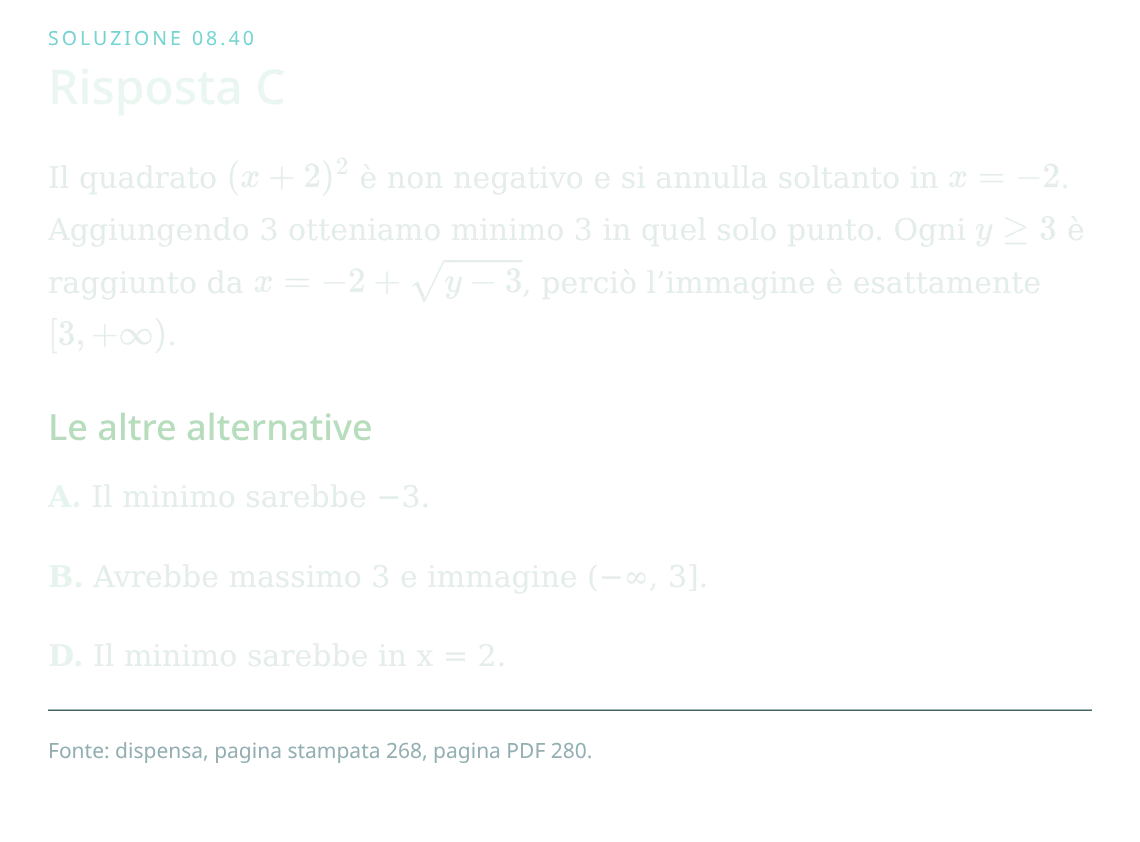 SOLUZIONE 08.40
Risposta C
Il quadrato (x + 2)² è non negativo e si annulla soltanto in x = −2.
Aggiungendo 3 otteniamo minimo 3 in quel solo punto. Ogni y ≥ 3 è
raggiunto da x = −2 + √(y − 3), perciò l’immagine è esattamente
[3, +∞).
Le altre alternative
A. Il minimo sarebbe −3.
B. Avrebbe massimo 3 e immagine (−∞, 3].
D. Il minimo sarebbe in x = 2.
Fonte: dispensa, pagina stampata 268, pagina PDF 280.